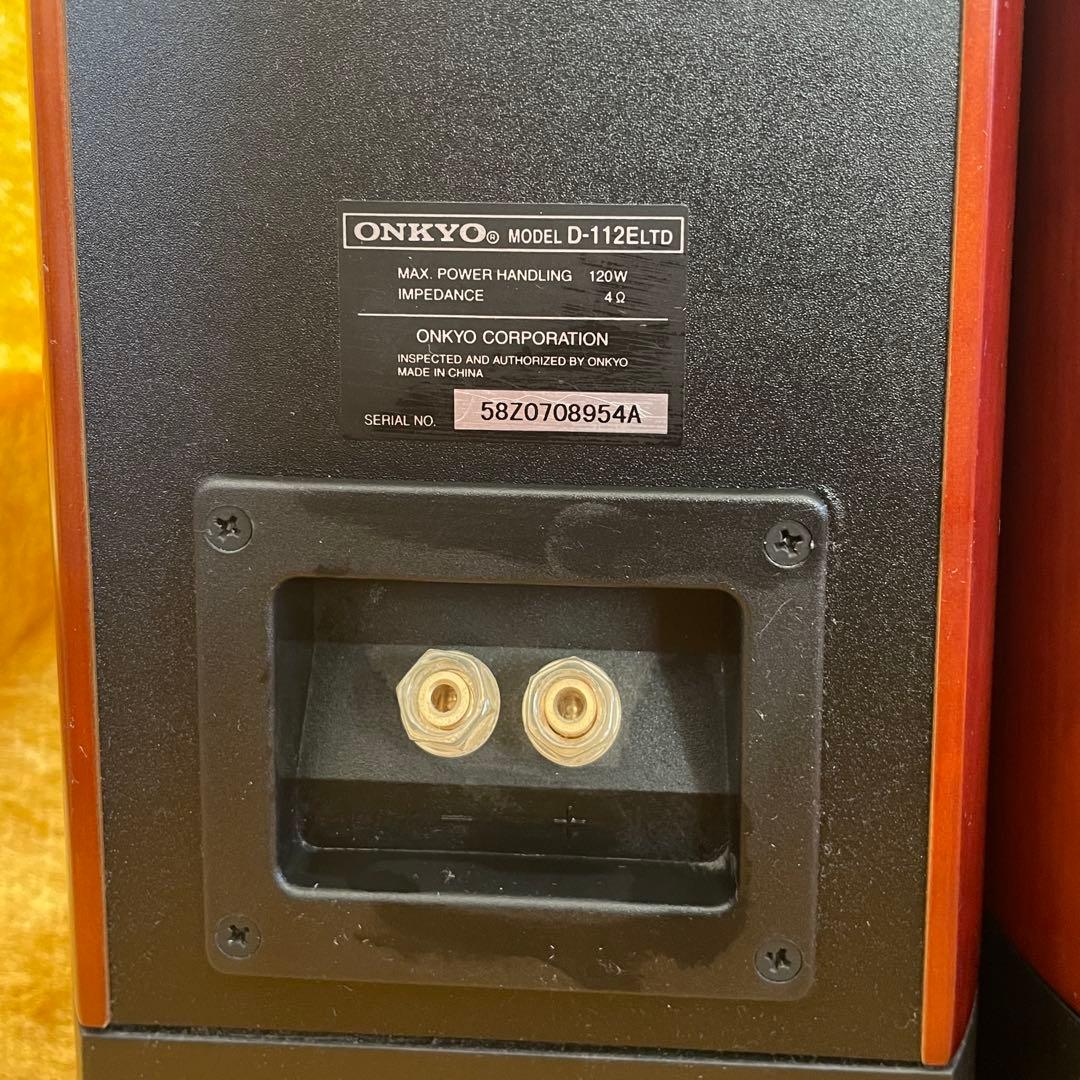 ONKYO® MODEL D-112ELTD
MAX. POWER HANDLING 120W
IMPEDANCE 4Ω
ONKYO CORPORATION
INSPECTED AND AUTHORIZED BY ONKYO
MADE IN CHINA
SERIAL NO. 58Z0708954A
− +